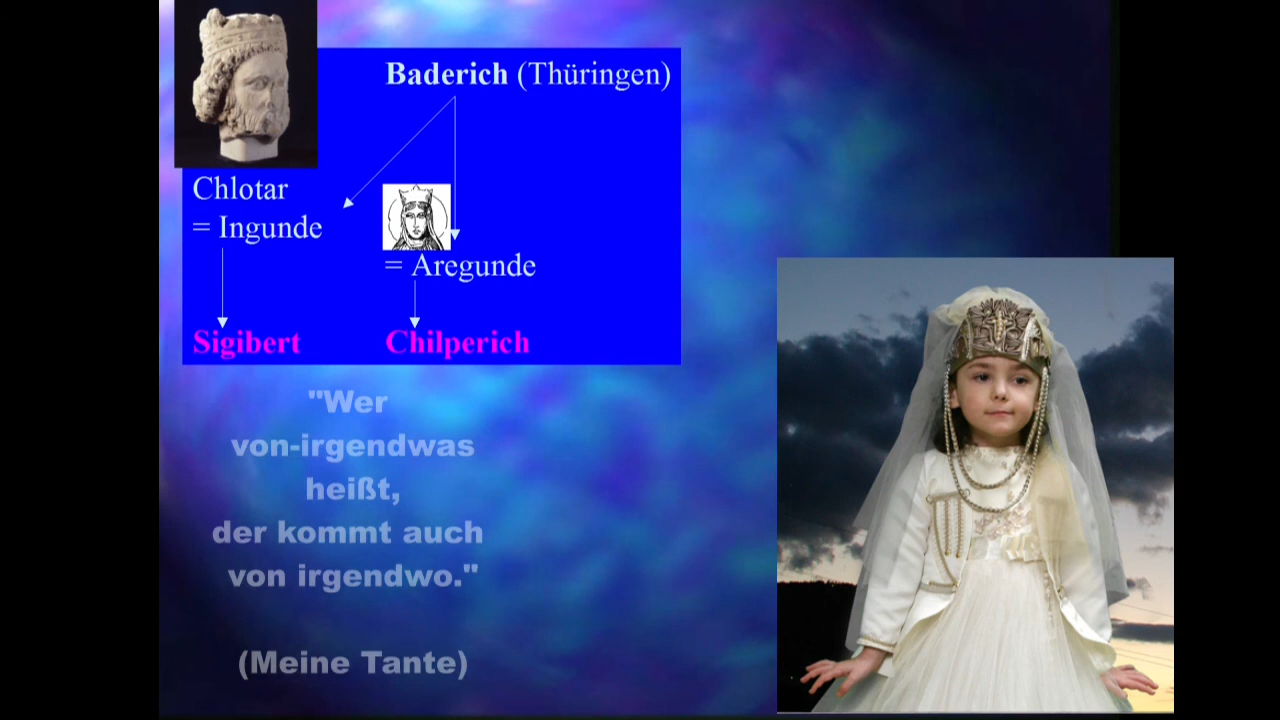 Baderich (Thüringen)
Chlotar
= Ingunde
= Aregunde
Sigibert
Chilperich
"Wer
von-irgendwas
heißt,
der kommt auch
von irgendwo."
(Meine Tante)